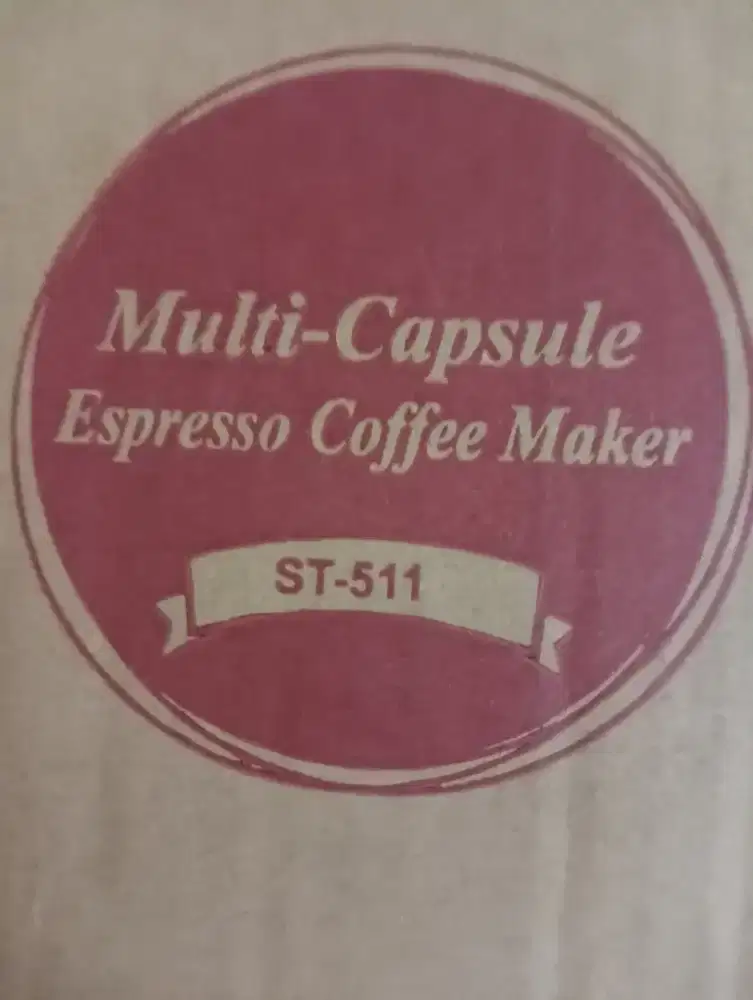 Multi-Capsule
Espresso Coffee Maker
ST-511